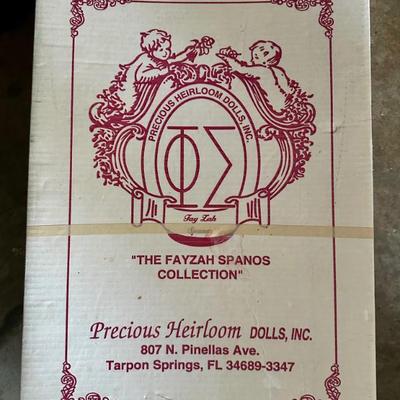 PRECIOUS HEIRLOOM DOLLS, INC.
ΦΣ
Fay Zah
"THE FAYZAH SPANOS
COLLECTION"
Precious Heirloom DOLLS, INC.
807 N. Pinellas Ave.
Tarpon Springs, FL 34689-3347